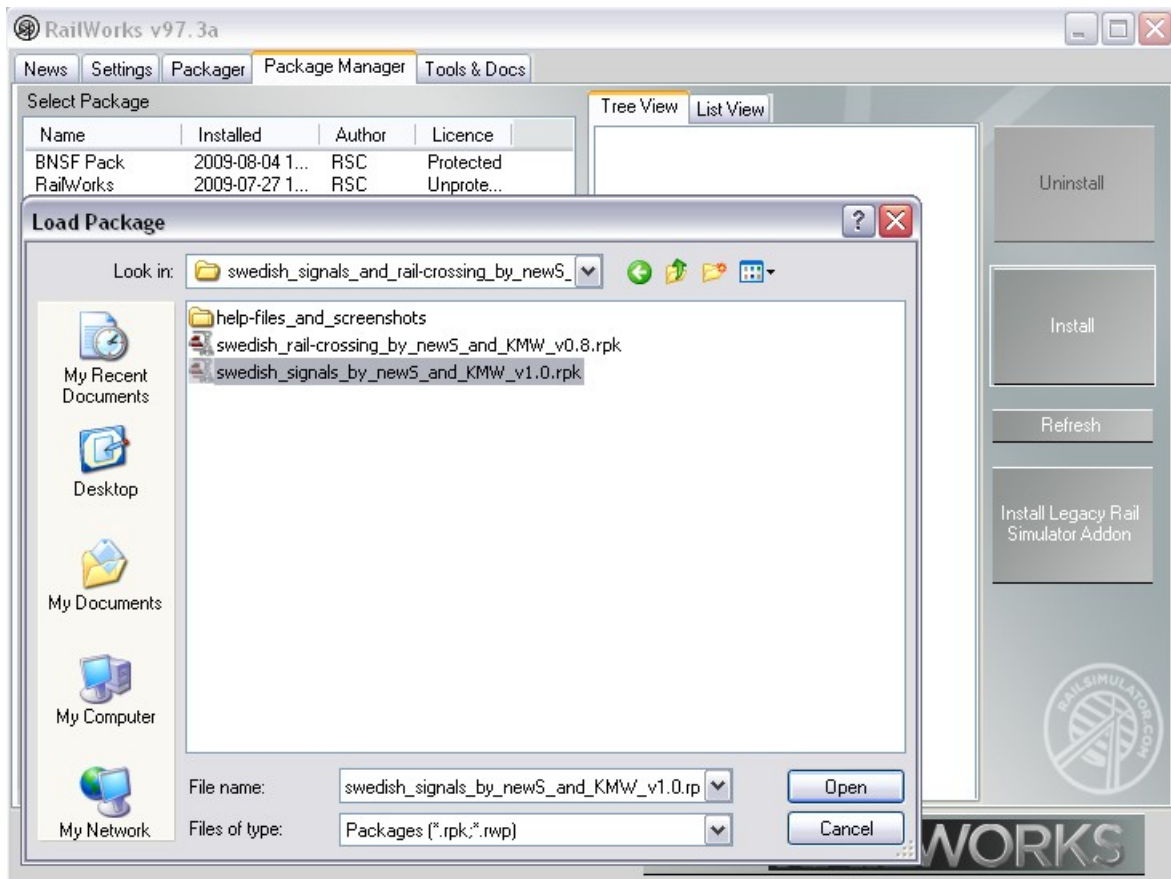 RailWorks v97.3a
News Settings Packager Package Manager Tools & Docs
Select Package
Name Installed Author Licence
BNSF Pack 2009-08-04 1... RSC Protected
RailWorks 2009-07-27 1... RSC Unprote...
Tree View List View
Uninstall
Install
Refresh
Install Legacy Rail
Simulator Addon
Load Package
Look in: swedish_signals_and_rail-crossing_by_newS_
help-files_and_screenshots
swedish_rail-crossing_by_newS_and_KMW_v0.8.rpk
swedish_signals_by_newS_and_KMW_v1.0.rpk
My Recent
Documents
Desktop
My Documents
My Computer
My Network
File name: swedish_signals_by_newS_and_KMW_v1.0.rp
Open
Files of type: Packages (*.rpk;*.rwp)
Cancel
RAILSIMULATOR.COM
WORKS